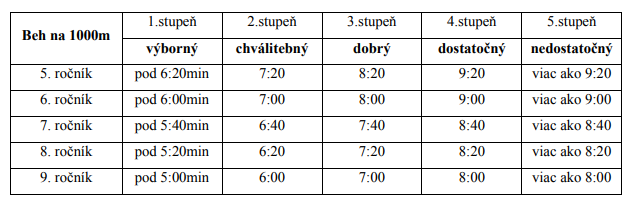 Beh na 1000m 1.stupeň 2.stupeň 3.stupeň 4.stupeň 5.stupeň
výborný chválitebný dobrý dostatočný nedostatočný
5. ročník pod 6:20min 7:20 8:20 9:20 viac ako 9:20
6. ročník pod 6:00min 7:00 8:00 9:00 viac ako 9:00
7. ročník pod 5:40min 6:40 7:40 8:40 viac ako 8:40
8. ročník pod 5:20min 6:20 7:20 8:20 viac ako 8:20
9. ročník pod 5:00min 6:00 7:00 8:00 viac ako 8:00